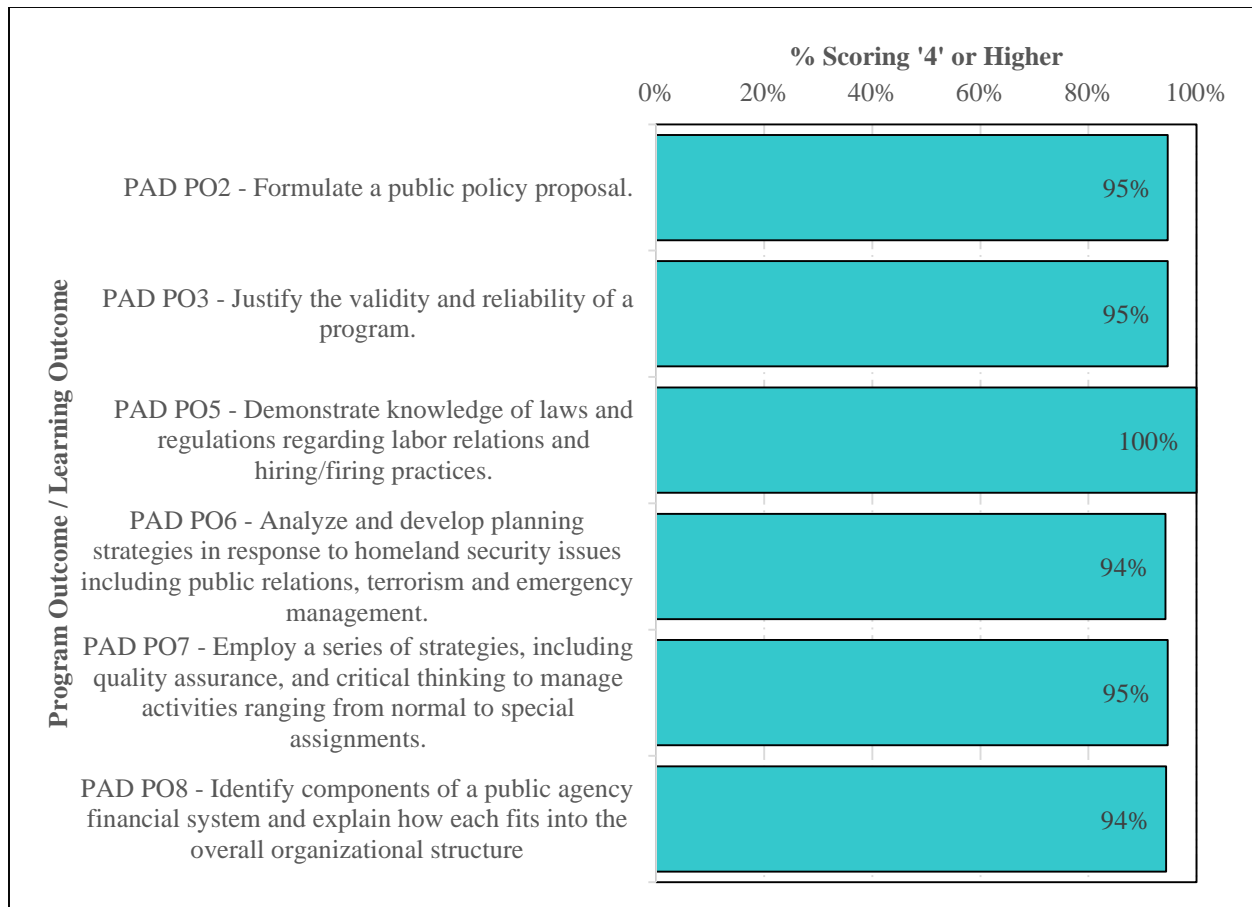 % Scoring '4' or Higher
0% 20% 40% 60% 80% 100%
Program Outcome / Learning Outcome
PAD PO2 - Formulate a public policy proposal.
95%
PAD PO3 - Justify the validity and reliability of a
program.
95%
PAD PO5 - Demonstrate knowledge of laws and
regulations regarding labor relations and
hiring/firing practices.
100%
PAD PO6 - Analyze and develop planning
strategies in response to homeland security issues
including public relations, terrorism and emergency
management.
94%
PAD PO7 - Employ a series of strategies, including
quality assurance, and critical thinking to manage
activities ranging from normal to special
assignments.
95%
PAD PO8 - Identify components of a public agency
financial system and explain how each fits into the
overall organizational structure
94%